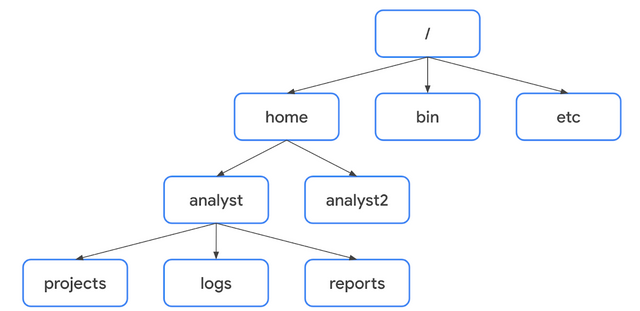 /
home
bin
etc
analyst
analyst2
projects
logs
reports